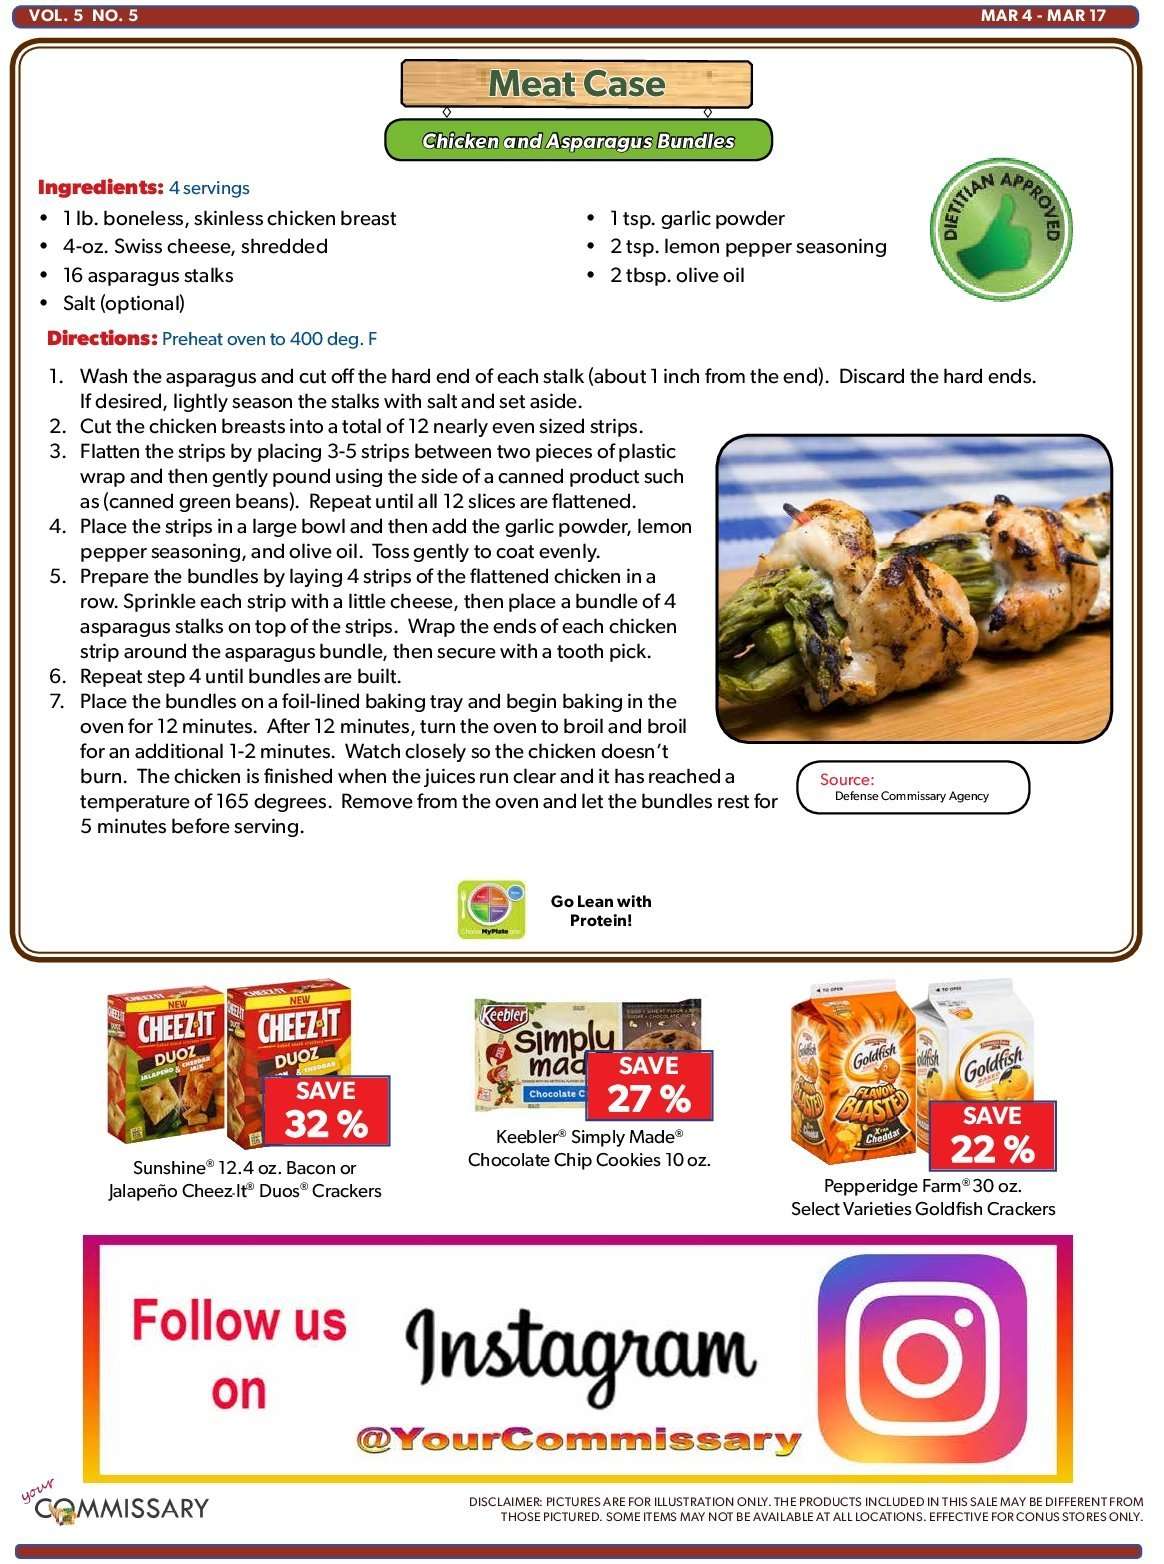 VOL. 5 NO. 5
MAR 4 - MAR 17
Meat Case
Chicken and Asparagus Bundles
Ingredients: 4 servings
• 1 lb. boneless, skinless chicken breast
• 4-oz. Swiss cheese, shredded
• 16 asparagus stalks
• Salt (optional)
• 1 tsp. garlic powder
• 2 tsp. lemon pepper seasoning
• 2 tbsp. olive oil
DIETITIAN APPROVED
Directions: Preheat oven to 400 deg. F
1. Wash the asparagus and cut off the hard end of each stalk (about 1 inch from the end). Discard the hard ends.
If desired, lightly season the stalks with salt and set aside.
2. Cut the chicken breasts into a total of 12 nearly even sized strips.
3. Flatten the strips by placing 3-5 strips between two pieces of plastic
wrap and then gently pound using the side of a canned product such
as (canned green beans). Repeat until all 12 slices are flattened.
4. Place the strips in a large bowl and then add the garlic powder, lemon
pepper seasoning, and olive oil. Toss gently to coat evenly.
5. Prepare the bundles by laying 4 strips of the flattened chicken in a
row. Sprinkle each strip with a little cheese, then place a bundle of 4
asparagus stalks on top of the strips. Wrap the ends of each chicken
strip around the asparagus bundle, then secure with a tooth pick.
6. Repeat step 4 until bundles are built.
7. Place the bundles on a foil-lined baking tray and begin baking in the
oven for 12 minutes. After 12 minutes, turn the oven to broil and broil
for an additional 1-2 minutes. Watch closely so the chicken doesn't
burn. The chicken is finished when the juices run clear and it has reached a
temperature of 165 degrees. Remove from the oven and let the bundles rest for
5 minutes before serving.
Source:
Defense Commissary Agency
MyPlate
Go Lean with
Protein!
NEW
CHEEZ-IT
DUOZ
JALAPEÑO & CHEDDAR JACK
NEW
CHEEZ-IT
DUOZ
& CHEDDAR
SAVE
32 %
Sunshine® 12.4 oz. Bacon or
Jalapeño Cheez-It® Duos® Crackers
Keebler
simply
mad
Chocolate C
SAVE
27 %
Keebler® Simply Made®
Chocolate Chip Cookies 10 oz.
TO OPEN
Goldfish
FLAVOR
BLASTED
Xtra
Cheddar
TO OPEN
Goldfish
BAKED
SAVE
22 %
Pepperidge Farm® 30 oz.
Select Varieties Goldfish Crackers
Follow us
on
Instagram
@YourCommissary
your
COMMISSARY
DISCLAIMER: PICTURES ARE FOR ILLUSTRATION ONLY. THE PRODUCTS INCLUDED IN THIS SALE MAY BE DIFFERENT FROM
THOSE PICTURED. SOME ITEMS MAY NOT BE AVAILABLE AT ALL LOCATIONS. EFFECTIVE FOR CONUS STORES ONLY.